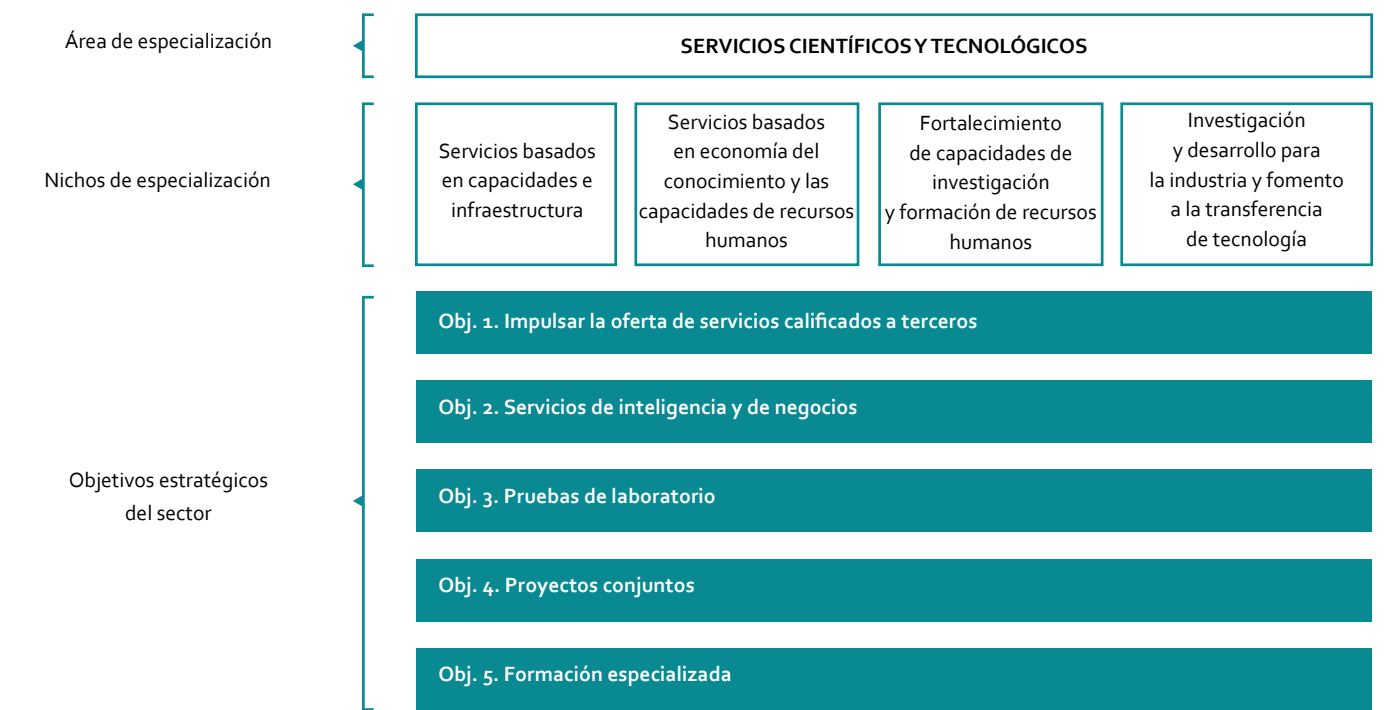 Área de especialización
SERVICIOS CIENTÍFICOS Y TECNOLÓGICOS
Nichos de especialización
Servicios basados
en capacidades e
infraestructura
Servicios basados
en economía del
conocimiento y las
capacidades de recursos
humanos
Fortalecimiento
de capacidades de
investigación
y formación de recursos
humanos
Investigación
y desarrollo para
la industria y fomento
a la transferencia
de tecnología
Objetivos estratégicos
del sector
Obj. 1. Impulsar la oferta de servicios calificados a terceros
Obj. 2. Servicios de inteligencia y de negocios
Obj. 3. Pruebas de laboratorio
Obj. 4. Proyectos conjuntos
Obj. 5. Formación especializada